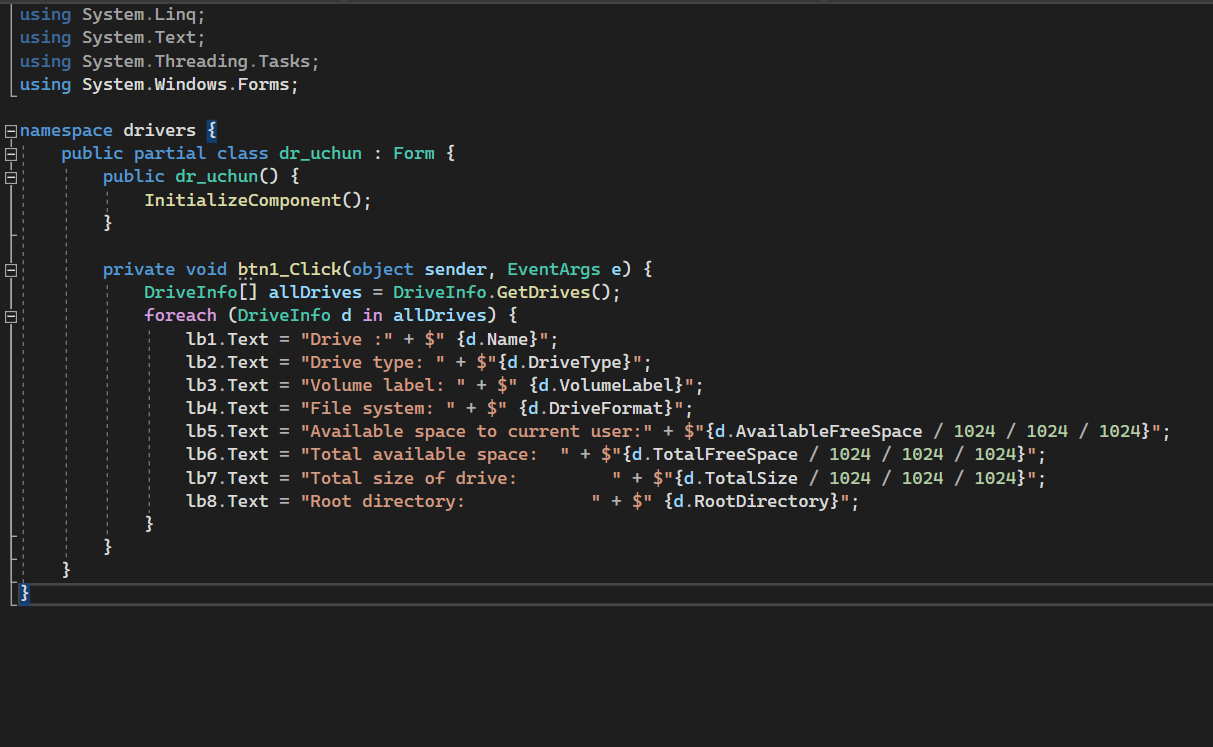 using System.Linq;
using System.Text;
using System.Threading.Tasks;
using System.Windows.Forms;
namespace drivers {
public partial class dr_uchun : Form {
public dr_uchun() {
InitializeComponent();
}
private void btn1_Click(object sender, EventArgs e) {
DriveInfo[] allDrives = DriveInfo.GetDrives();
foreach (DriveInfo d in allDrives) {
lb1.Text = "Drive :" + $" {d.Name}";
lb2.Text = "Drive type: " + $"{d.DriveType}";
lb3.Text = "Volume label: " + $" {d.VolumeLabel}";
lb4.Text = "File system: " + $" {d.DriveFormat}";
lb5.Text = "Available space to current user:" + $"{d.AvailableFreeSpace / 1024 / 1024 / 1024}";
lb6.Text = "Total available space:  " + $"{d.TotalFreeSpace / 1024 / 1024 / 1024}";
lb7.Text = "Total size of drive:         " + $"{d.TotalSize / 1024 / 1024 / 1024}";
lb8.Text = "Root directory:            " + $" {d.RootDirectory}";
}
}
}
}